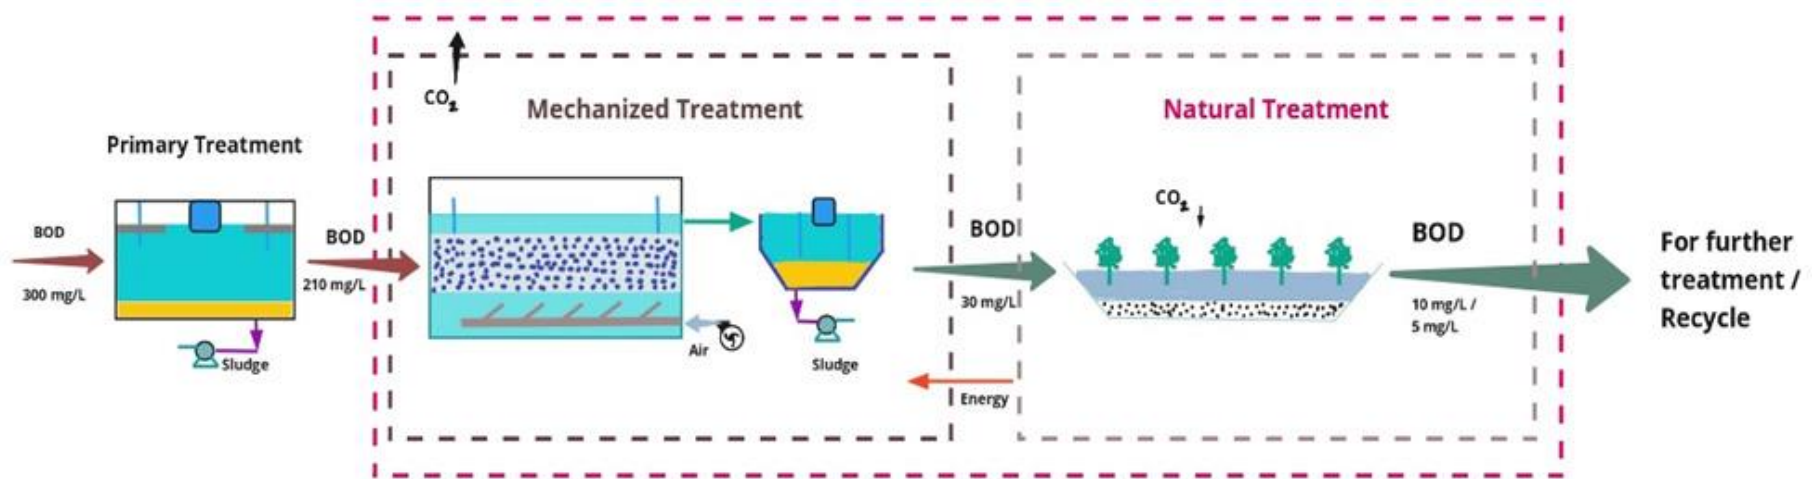 Primary Treatment
BOD
300 mg/L
Sludge
BOD
210 mg/L
CO2
Mechanized Treatment
Air
Sludge
BOD
30 mg/L
Energy
Natural Treatment
CO2
BOD
10 mg/L /
5 mg/L
For further
treatment /
Recycle